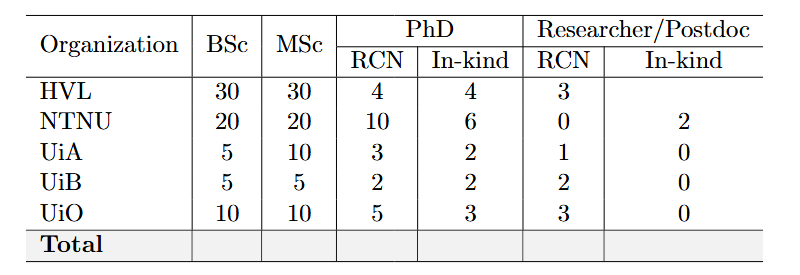 Organization BSc MSc PhD Researcher/Postdoc
RCN In-kind RCN In-kind
HVL 30 30 4 4 3
NTNU 20 20 10 6 0 2
UiA 5 10 3 2 1 0
UiB 5 5 2 2 2 0
UiO 10 10 5 3 3 0
Total